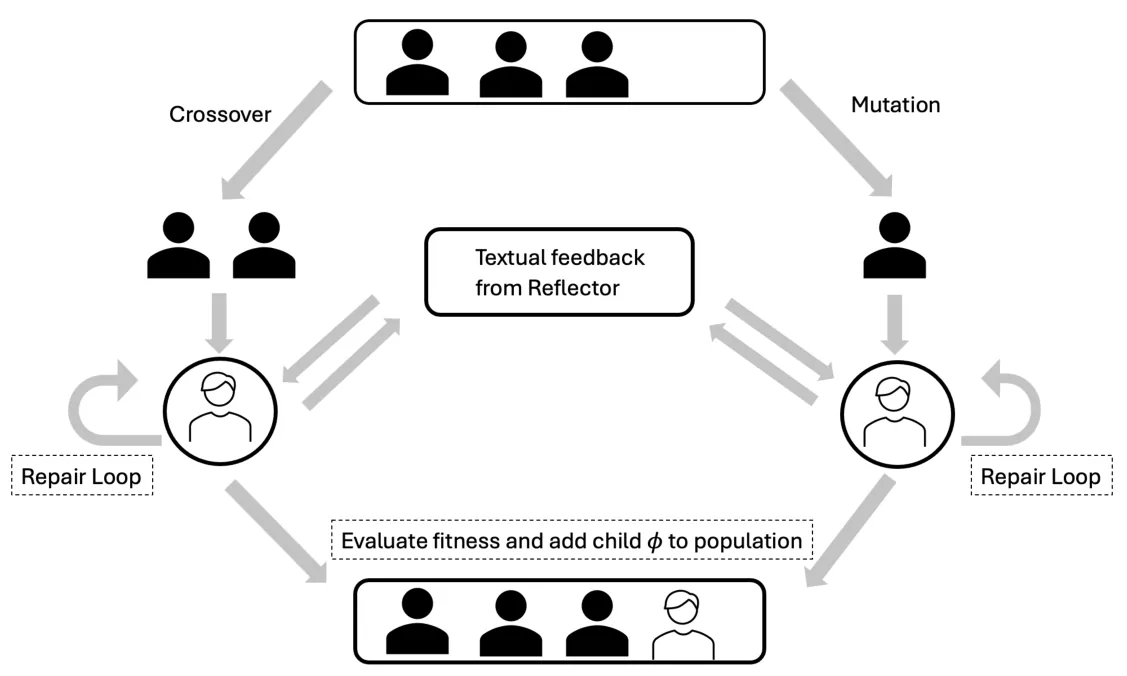 Crossover
Mutation
Textual feedback
from Reflector
Repair Loop
Repair Loop
Evaluate fitness and add child ϕ to population